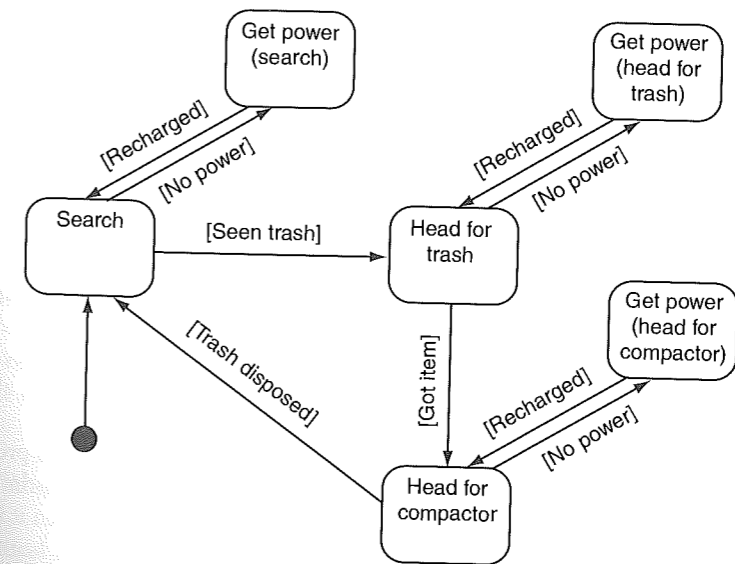 Get power
(search)
Get power
(head for
trash)
[Recharged]
[No power]
[Recharged]
[No power]
Search
[Seen trash]
Head for
trash
Get power
(head for
compactor)
[Trash disposed]
[Got item]
[Recharged]
[No power]
Head for
compactor